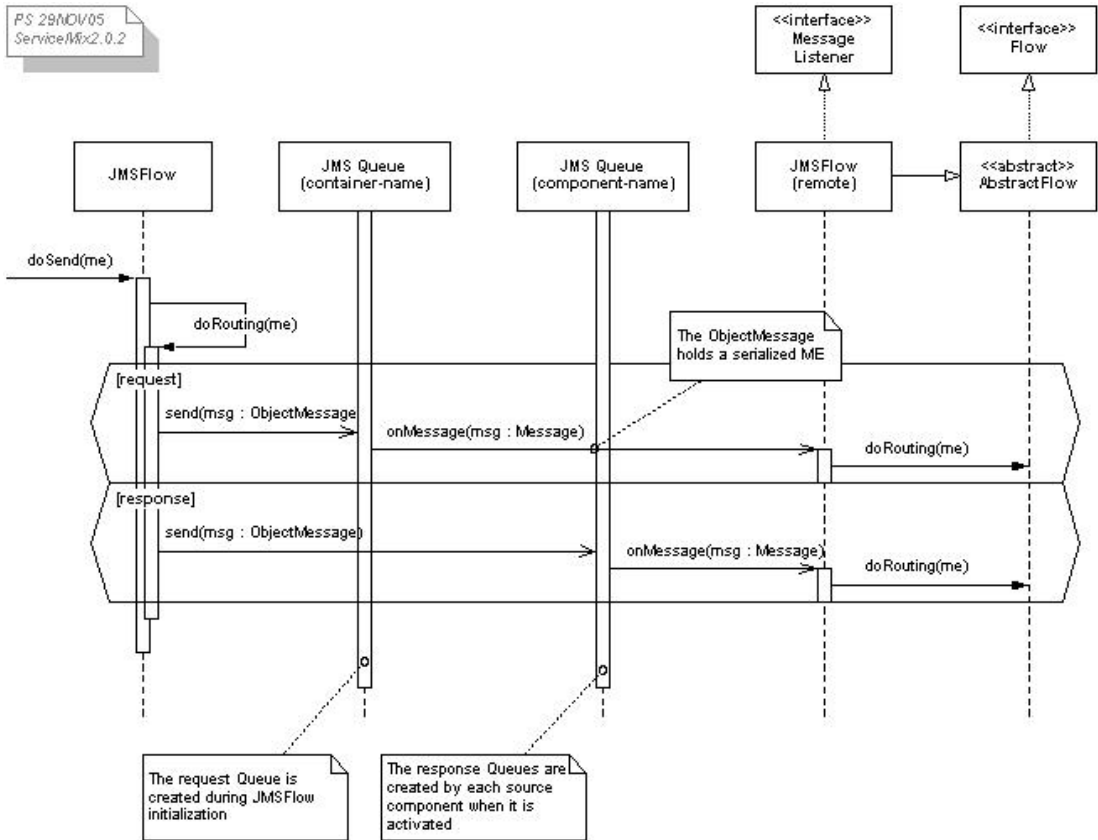 PS 29NOV05
ServiceMix2.0.2
<<interface>>
Message
Listener
<<interface>>
Flow
JMSFlow
JMS Queue
(container-name)
JMS Queue
(component-name)
JMSFlow
(remote)
<<abstract>>
AbstractFlow
doSend(me)
doRouting(me)
The ObjectMessage
holds a serialized ME
[request]
send(msg : ObjectMessage
onMessage(msg : Message)
doRouting(me)
[response]
send(msg : ObjectMessage)
onMessage(msg : Message)
doRouting(me)
The request Queue is
created during JMSFlow
initialization
The response Queues are
created by each source
component when it is
activated